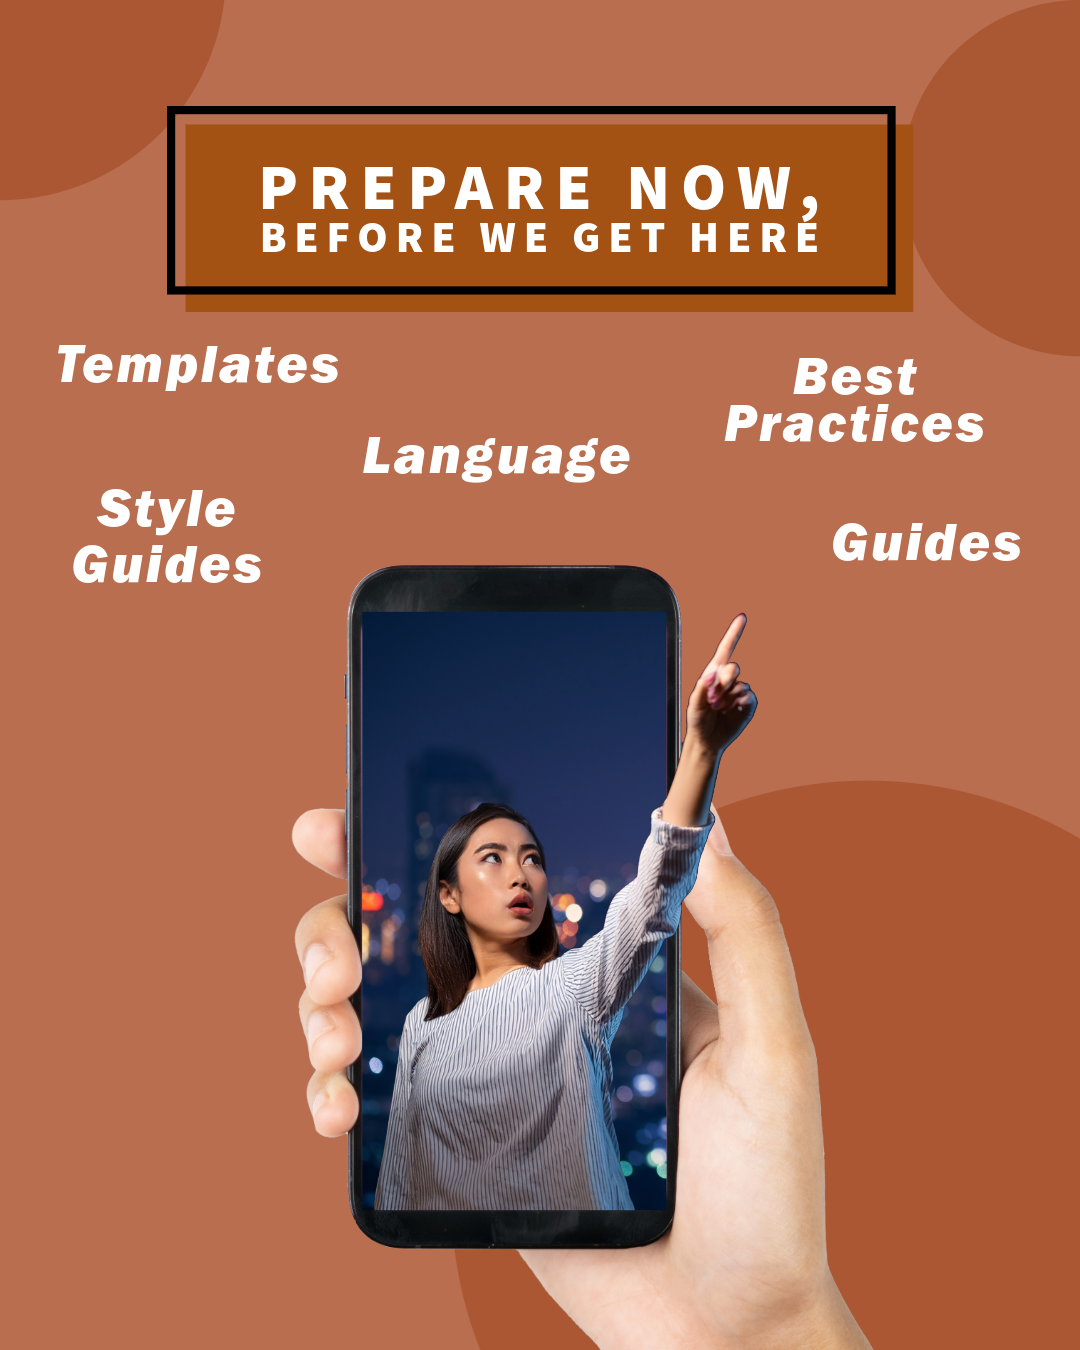 PREPARE NOW,
BEFORE WE GET HERE
Templates
Best
Practices
Language
Style
Guides
Guides